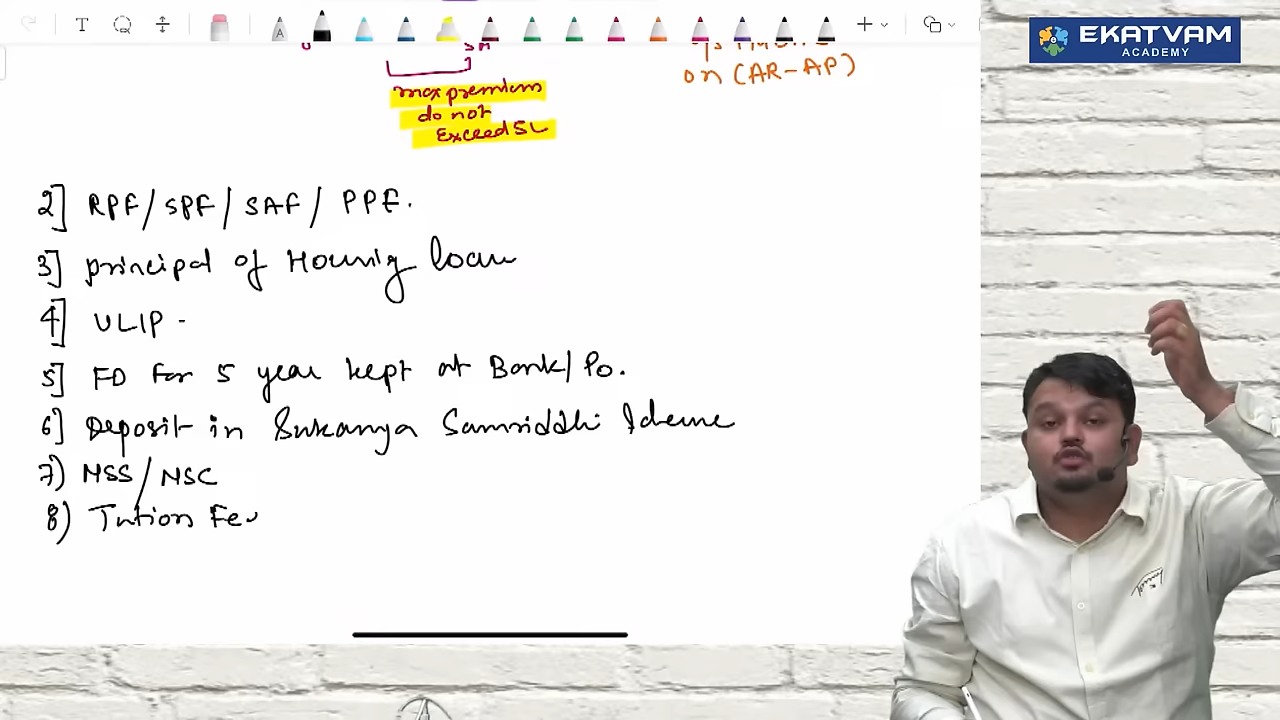 T
A
EKATVAM
ACADEMY
on (AR-AP)
max premium
do not
Exceed 5L
2] RPF/SPF/SAF/ PPF.
3] principal of Housing loan
4] ULIP -
5] FD for 5 year kept at Bank/Po.
6] Deposit in Sukanya Samriddhi Scheme
7) NSS/NSC
8) Tution Fee